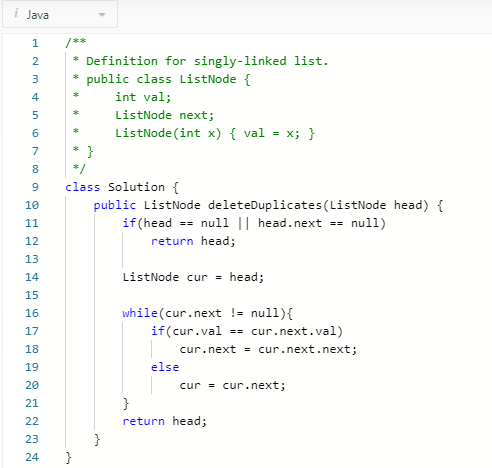 i Java
1 /**
2  * Definition for singly-linked list.
3  * public class ListNode {
4  *     int val;
5  *     ListNode next;
6  *     ListNode(int x) { val = x; }
7  * }
8  */
9 class Solution {
10     public ListNode deleteDuplicates(ListNode head) {
11         if(head == null || head.next == null)
12             return head;
13
14         ListNode cur = head;
15
16         while(cur.next != null){
17             if(cur.val == cur.next.val)
18                 cur.next = cur.next.next;
19             else
20                 cur = cur.next;
21         }
22         return head;
23     }
24 }